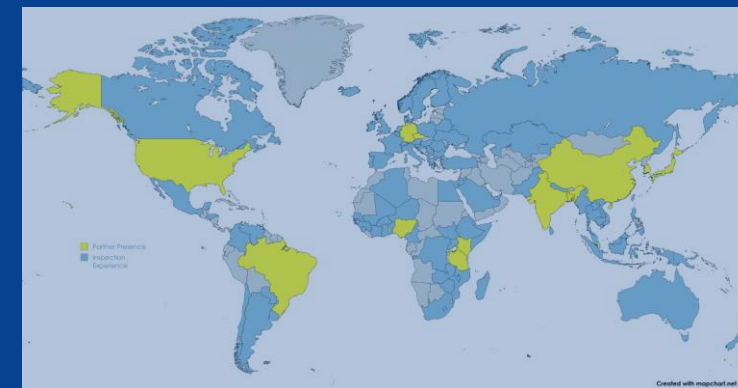 Partner Presence
Inspection
Experience
Created with mapchart.net